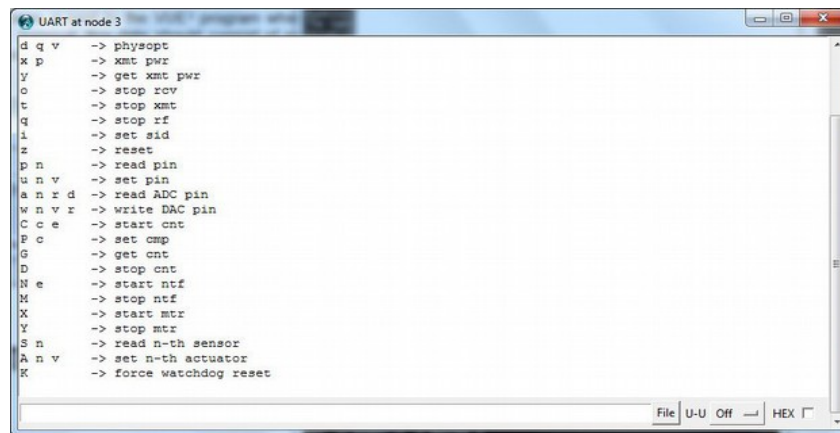 UART at node 3
d q v -> physopt
x p -> xmt pwr
y -> get xmt pwr
o -> stop rcv
t -> stop xmt
q -> stop rf
i -> set sid
z -> reset
p n -> read pin
u n v -> set pin
a n r d -> read ADC pin
w n v r -> write DAC pin
C c e -> start cnt
P c -> set cmp
G -> get cnt
D -> stop cnt
N e -> start ntf
M -> stop ntf
X -> start mtr
Y -> stop mtr
S n -> read n-th sensor
A n v -> set n-th actuator
K -> force watchdog reset
File U-U Off HEX